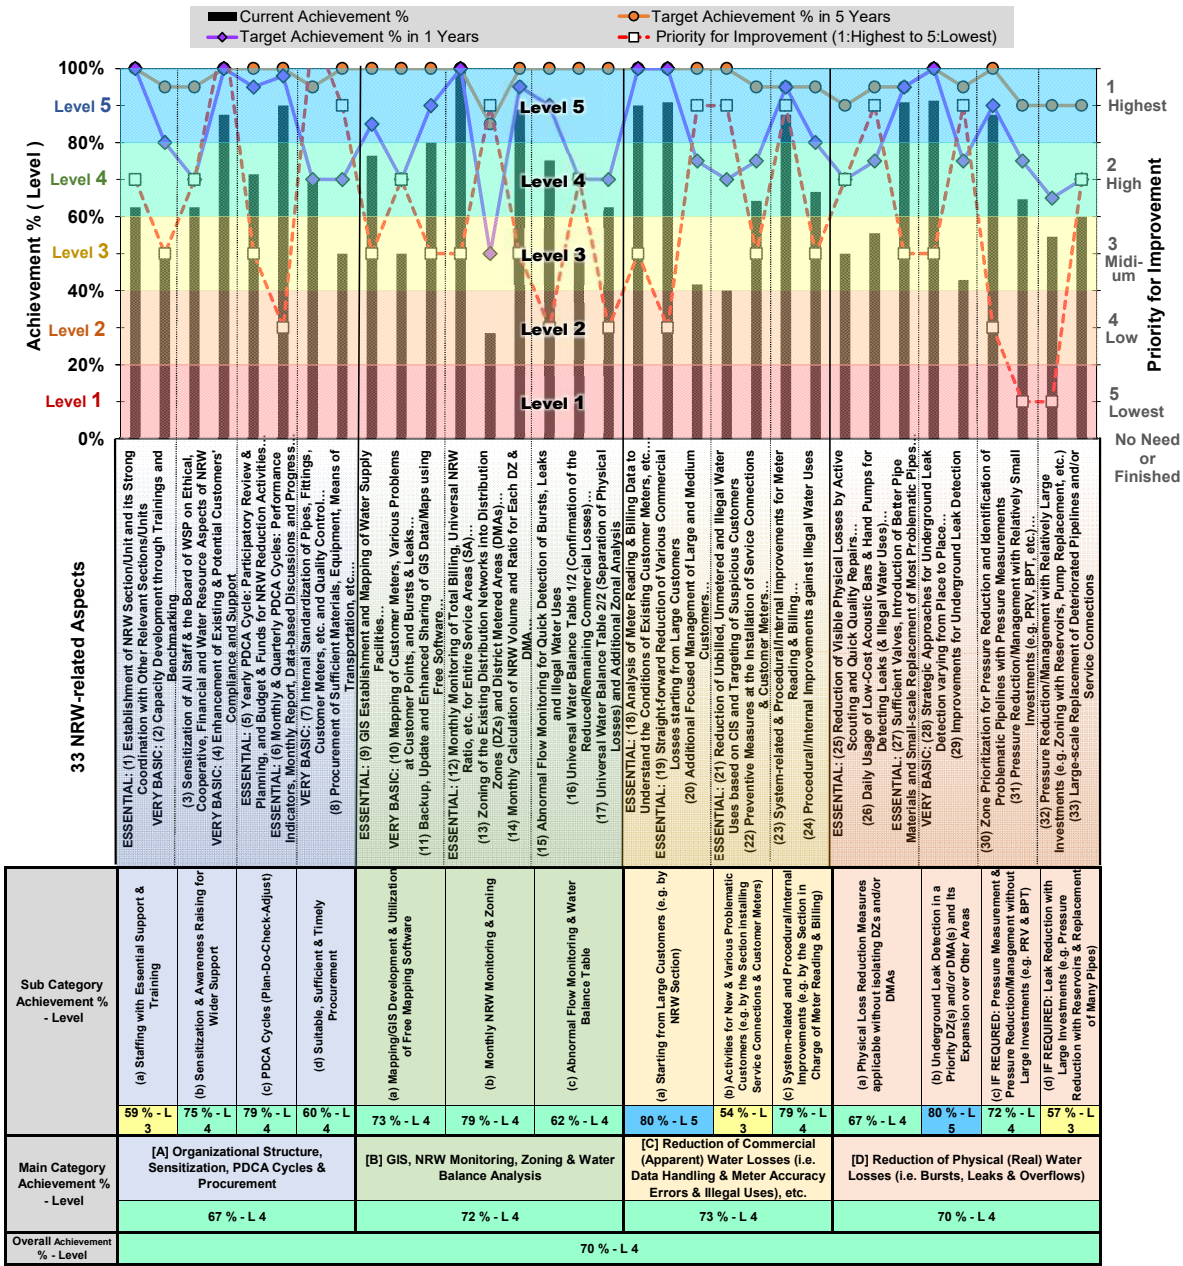 Current Achievement %
Target Achievement % in 5 Years
Target Achievement % in 1 Years
Priority for Improvement (1:Highest to 5:Lowest)
Achievement % ( Level )
100%
Level 5
80%
Level 4
60%
Level 3
40%
Level 2
20%
Level 1
0%
Level 5
Level 4
Level 3
Level 2
Level 1
1
Highest
2
High
3
Midi-
um
4
Low
5
Lowest
No Need
or
Finished
Priority for Improvement
33 NRW-related Aspects
ESSENTIAL: (1) Establishment of NRW Section/Unit and its Strong
Coordination with Other Relevant Sections/Units
VERY BASIC: (2) Capacity Development through Trainings and
Benchmarking
(3) Sensitization of All Staff & the Board of WSP on Ethical,
Cooperative, Financial and Water Resource Aspects of NRW
VERY BASIC: (4) Enhancement of Existing & Potential Customers'
Compliance and Support
ESSENTIAL: (5) Yearly PDCA Cycle: Participatory Review &
Planning, and Budget & Funds for NRW Reduction Activities…
ESSENTIAL: (6) Monthly & Quarterly PDCA Cycles: Performance
Indicators, Monthly Report, Data-based Discussions and Progress…
VERY BASIC: (7) Internal Standardization of Pipes, Fittings,
Customer Meters, etc. and Quality Control…
(8) Procurement of Sufficient Materials, Equipment, Means of
Transportation, etc.…
ESSENTIAL: (9) GIS Establishment and Mapping of Water Supply
Facilities…
VERY BASIC: (10) Mapping of Customer Meters, Various Problems
at Customer Points, and Bursts & Leaks…
(11) Backup, Update and Enhanced Sharing of GIS Data/Maps using
Free Software…
ESSENTIAL: (12) Monthly Monitoring of Total Billing, Universal NRW
Ratio, etc. for Entire Service Areas (SA)…
(13) Zoning of the Existing Distribution Networks into Distribution
Zones (DZs) and District Metered Areas (DMAs)…
(14) Monthly Calculation of NRW Volume and Ratio for Each DZ &
DMA…
(15) Abnormal Flow Monitoring for Quick Detection of Bursts, Leaks
and Illegal Water Uses
(16) Universal Water Balance Table 1/2 (Confirmation of the
Reduced/Remaining Commercial Losses)…
(17) Universal Water Balance Table 2/2 (Separation of Physical
Losses) and Additional Zonal Analysis
ESSENTIAL: (18) Analysis of Meter Reading & Billing Data to
Understand the Conditions of Existing Customer Meters, etc…
ESSENTIAL: (19) Straight-forward Reduction of Various Commercial
Losses starting from Large Customers
(20) Additional Management of Large and Medium
Customers…
ESSENTIAL: (21) Reduction of Unbilled, Unmetered and Illegal Water
Uses based on CIS and Targeting of Suspicious Customers
(22) Preventive Measures at the Installation of Service Connections
& Customer Meters…
(23) System-related & Procedural/Internal Improvements for Meter
Reading & Billing…
(24) Procedural/Internal Improvements against Illegal Water Uses
ESSENTIAL: (25) Reduction of Visible Physical Losses by Active
Scouting and Quick Quality Repairs…
(26) Daily Usage of Low-Cost Acoustic Bars & Hand Pumps for
Detecting Leaks (& Illegal Water Uses)…
ESSENTIAL: (27) Sufficient Valves, Introduction of Better Pipe
Materials and Small-scale Replacement of Most Problematic Pipes…
VERY BASIC: (28) Strategic Approaches for Underground Leak
Detection varying from Place to Place…
(29) Improvements for Underground Leak Detection
(30) Zone Prioritization for Pressure Reduction and Identification of
Problematic Pipelines with Pressure Measurements
(31) Pressure Reduction/Management with Relatively Small
Investments (e.g. PRV, BPT, etc.)…
(32) Pressure Reduction/Management with Relatively Large
Investments (e.g. Zoning with Reservoirs, Pump Replacement, etc.)
(33) Large-scale Replacement of Deteriorated Pipelines and/or
Service Connections
Sub Category
Achievement %
- Level
(a) Staffing with Essential Support &
Training
(b) Sensitization & Awareness Raising for
Wider Support
(c) PDCA Cycles (Plan-Do-Check-Adjust)
(d) Suitable, Sufficient & Timely
Procurement
(a) Mapping/GIS Development & Utilization
of Free Mapping Software
(b) Monthly NRW Monitoring & Zoning
(c) Abnormal Flow Monitoring & Water
Balance Table
(a) Starting from Large Customers (e.g. by
NRW Section)
(b) Activities for New & Various Problematic
Customers (e.g. by the Section installing
Service Connections & Customer Meters)
(c) System-related and Procedural/Internal
Improvements (e.g. by the Section in
Charge of Meter Reading & Billing)
(a) Physical Loss Reduction Measures
applicable without isolating DZs and/or
DMAs
(b) Underground Leak Detection in a
Priority DZ(s) and/or DMA(s) and Its
Expansion over Other Areas
(c) IF REQURED: Pressure Measurement &
Pressure Reduction/Management without
Large Investments (e.g. PRV & BPT)
(d) IF REQUIRED: Leak Reduction with
Large Investments (e.g. Pressure
Reduction with Reservoirs & Replacement
of Many Pipes)
59 % - L
3
75 % - L
4
79 % - L
4
60 % - L
4
73 % - L 4
79 % - L 4
62 % - L 4
80 % - L 5
54 % - L
3
79 % - L
4
67 % - L 4
80 % - L
5
72 % - L
4
57 % - L
3
Main Category
Achievement %
- Level
[A] Organizational Structure,
Sensitization, PDCA Cycles &
Procurement
[B] GIS, NRW Monitoring, Zoning & Water
Balance Analysis
[C] Reduction of Commercial
(Apparent) Water Losses (i.e.
Data Handling & Meter Accuracy
Errors & Illegal Uses), etc.
[D] Reduction of Physical (Real) Water
Losses (i.e. Bursts, Leaks & Overflows)
67 % - L 4
72 % - L 4
73 % - L 4
70 % - L 4
Overall Achievement
% - Level
70 % - L 4